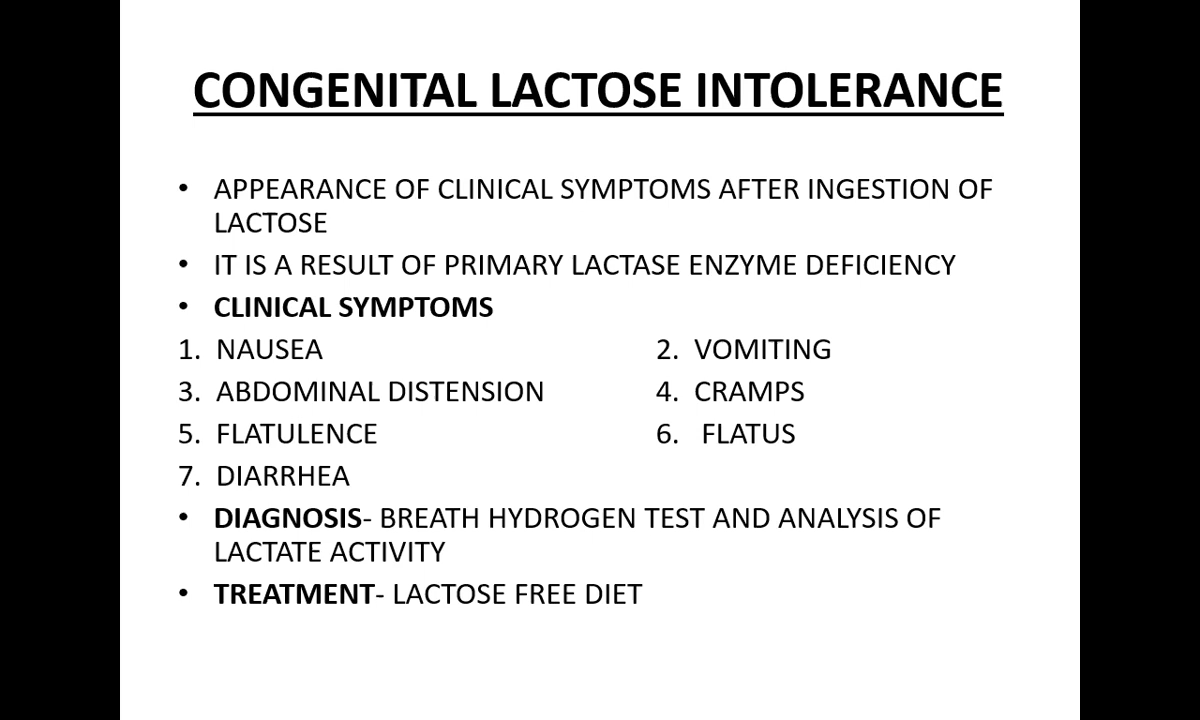 CONGENITAL LACTOSE INTOLERANCE
• APPEARANCE OF CLINICAL SYMPTOMS AFTER INGESTION OF
LACTOSE
• IT IS A RESULT OF PRIMARY LACTASE ENZYME DEFICIENCY
• CLINICAL SYMPTOMS
1. NAUSEA 2. VOMITING
3. ABDOMINAL DISTENSION 4. CRAMPS
5. FLATULENCE 6. FLATUS
7. DIARRHEA
• DIAGNOSIS- BREATH HYDROGEN TEST AND ANALYSIS OF
LACTATE ACTIVITY
• TREATMENT- LACTOSE FREE DIET